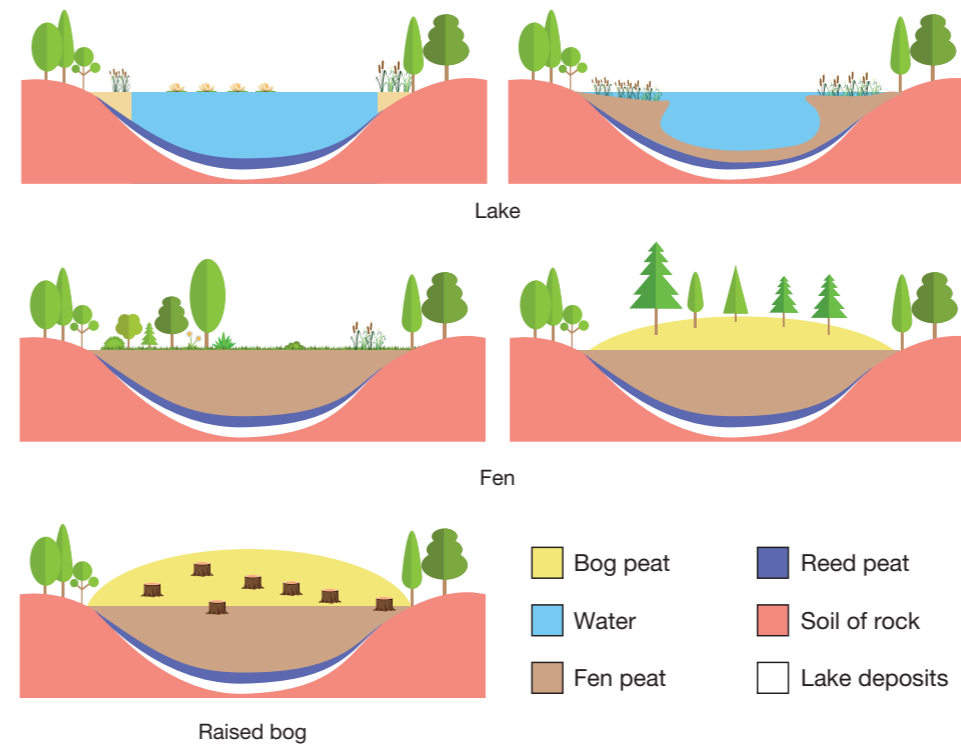 Lake
Fen
Bog peat
Reed peat
Water
Soil of rock
Fen peat
Lake deposits
Raised bog